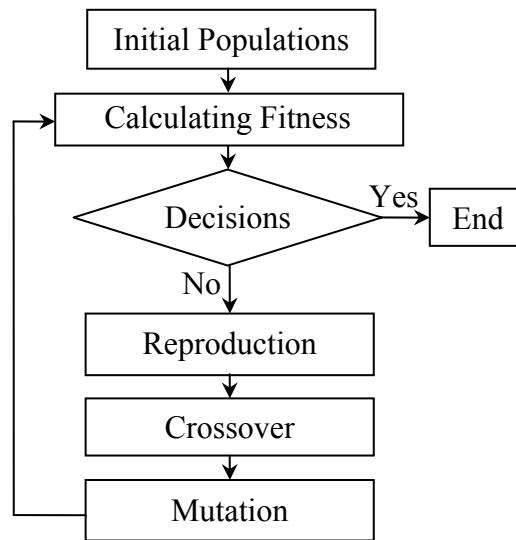 Initial Populations
Calculating Fitness
Decisions
Yes
End
No
Reproduction
Crossover
Mutation